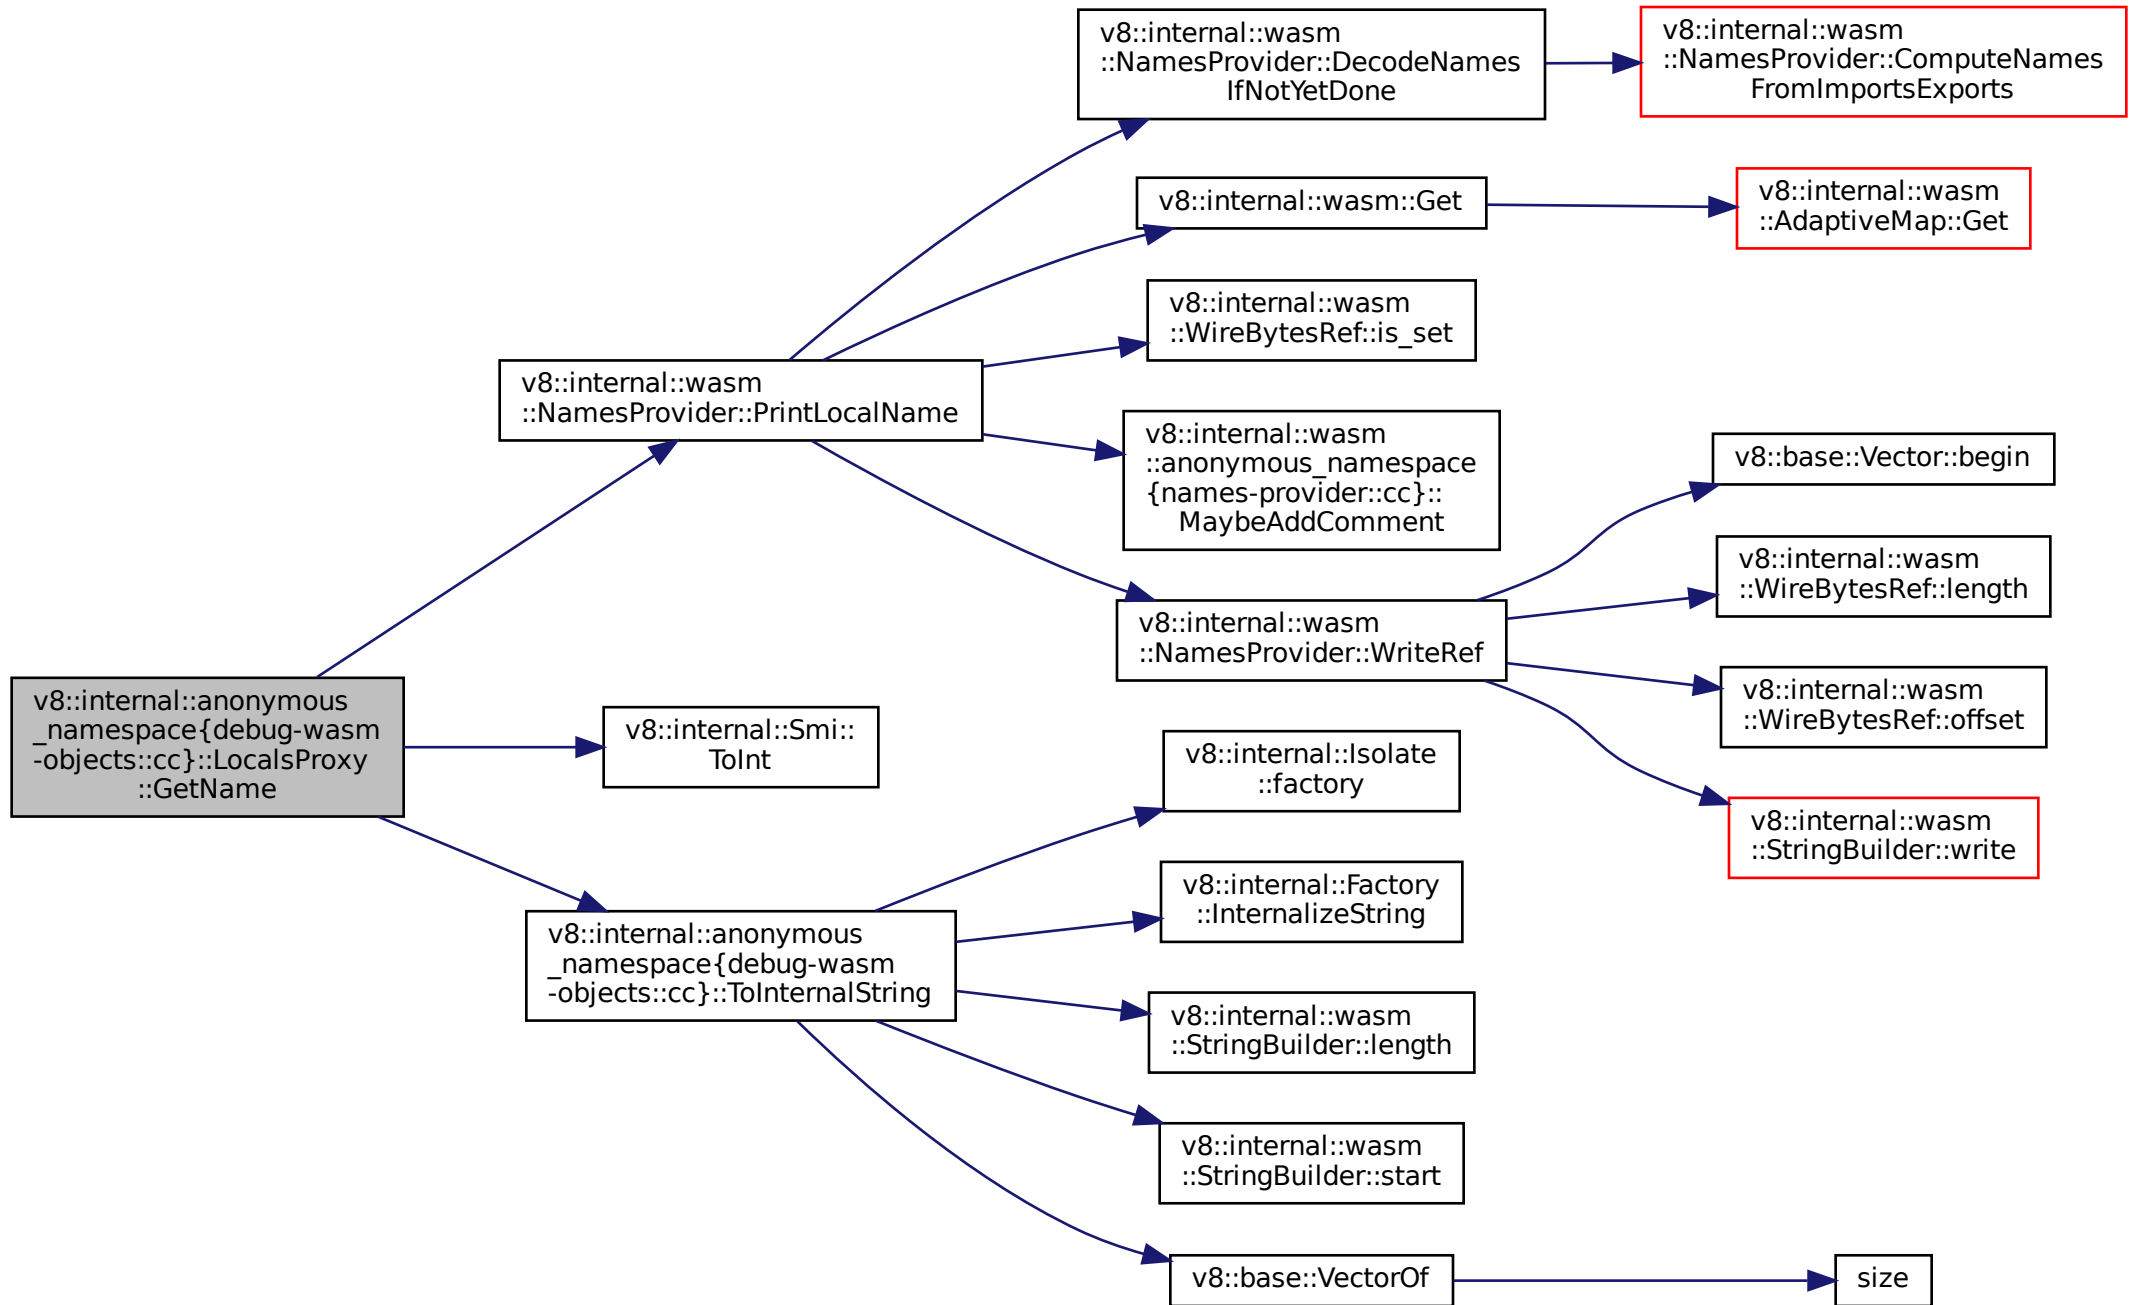 v8::internal::anonymous
_namespace{debug-wasm
-objects::cc}::LocalsProxy
::GetName
v8::internal::wasm
::NamesProvider::PrintLocalName
v8::internal::wasm
::NamesProvider::DecodeNames
IfNotYetDone
v8::internal::wasm
::NamesProvider::ComputeNames
FromImportsExports
v8::internal::wasm::Get
v8::internal::wasm
::AdaptiveMap::Get
v8::internal::wasm
::WireBytesRef::is_set
v8::internal::wasm
::anonymous_namespace
{names-provider::cc}::
MaybeAddComment
v8::internal::wasm
::NamesProvider::WriteRef
v8::base::Vector::begin
v8::internal::wasm
::WireBytesRef::length
v8::internal::wasm
::WireBytesRef::offset
v8::internal::wasm
::StringBuilder::write
v8::internal::Smi::
ToInt
v8::internal::anonymous
_namespace{debug-wasm
-objects::cc}::ToInternalString
v8::internal::Isolate
::factory
v8::internal::Factory
::InternalizeString
v8::internal::wasm
::StringBuilder::length
v8::internal::wasm
::StringBuilder::start
v8::base::VectorOf
size